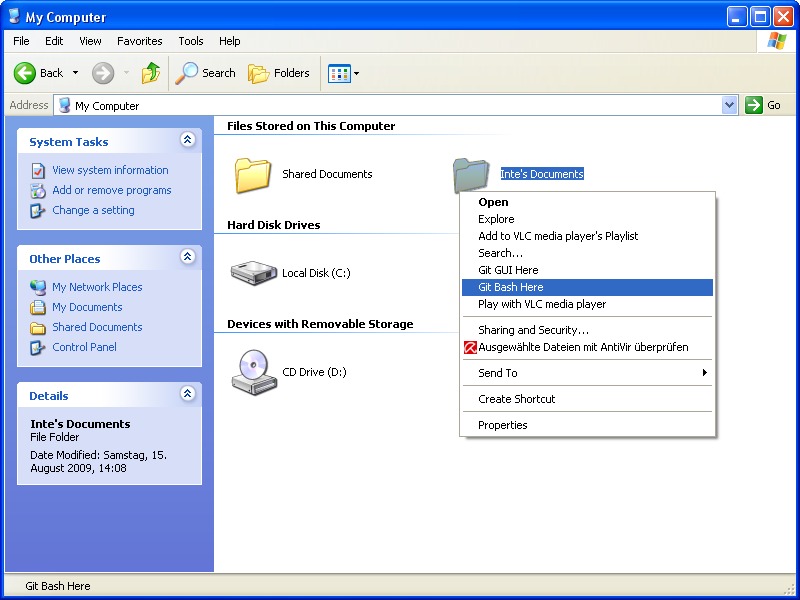 My Computer
File Edit View Favorites Tools Help
Back Search Folders
Address My Computer Go
System Tasks
View system information
Add or remove programs
Change a setting
Other Places
My Network Places
My Documents
Shared Documents
Control Panel
Details
Inte's Documents
File Folder
Date Modified: Samstag, 15.
August 2009, 14:08
Files Stored on This Computer
Shared Documents
Inte's Documents
Hard Disk Drives
Local Disk (C:)
Devices with Removable Storage
CD Drive (D:)
Open
Explore
Add to VLC media player's Playlist
Search...
Git GUI Here
Git Bash Here
Play with VLC media player
Sharing and Security...
Ausgewählte Dateien mit AntiVir überprüfen
Send To
Create Shortcut
Properties
Git Bash Here